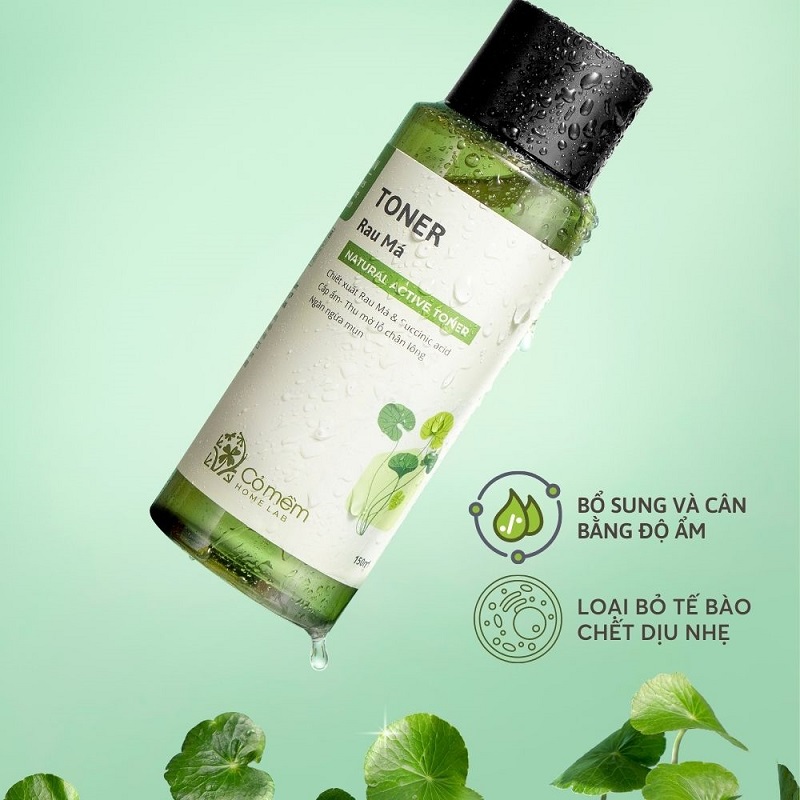 TONER
Rau Má
NATURAL ACTIVE TONER
Chiết xuất Rau Má & Succinic acid
Cấp ẩm- Thu mờ lỗ chân lông
Ngăn ngừa mụn
Cỏ mềm
HOME LAB
150m
BỔ SUNG VÀ CÂN
BẰNG ĐỘ ẨM
LOẠI BỎ TẾ BÀO
CHẾT DỊU NHẸ